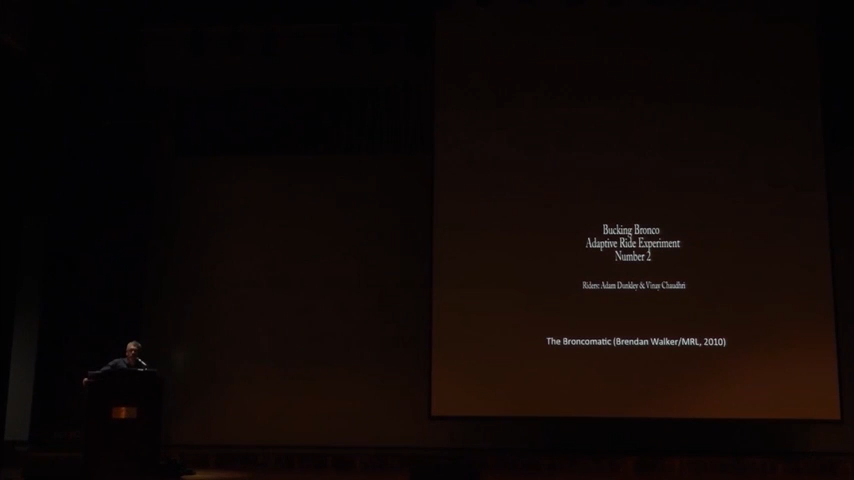 Bucking Bronco
Adaptive Ride Experiment
Number 2
Riders: Adam Dunkley & Vinay Chaudhri
The Broncomatic (Brendan Walker/MRL, 2010)